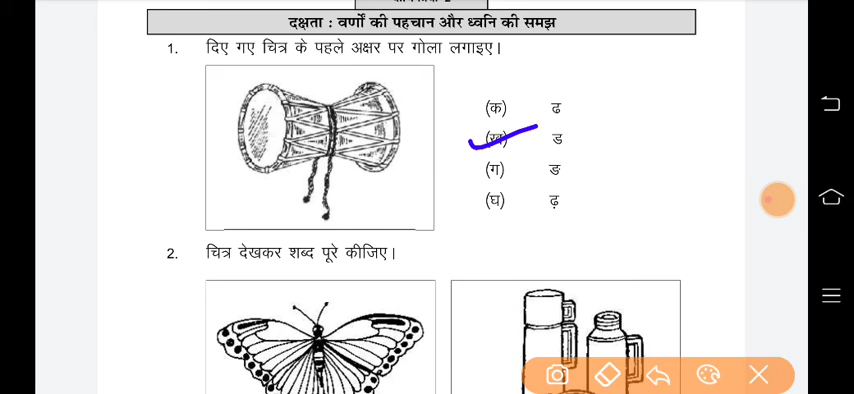 दक्षता : वर्णों की पहचान और ध्वनि की समझ
1. दिए गए चित्र के पहले अक्षर पर गोला लगाइए।
(क) ढ
(ख) ड
(ग) ङ
(घ) ढ़
2. चित्र देखकर शब्द पूरे कीजिए।